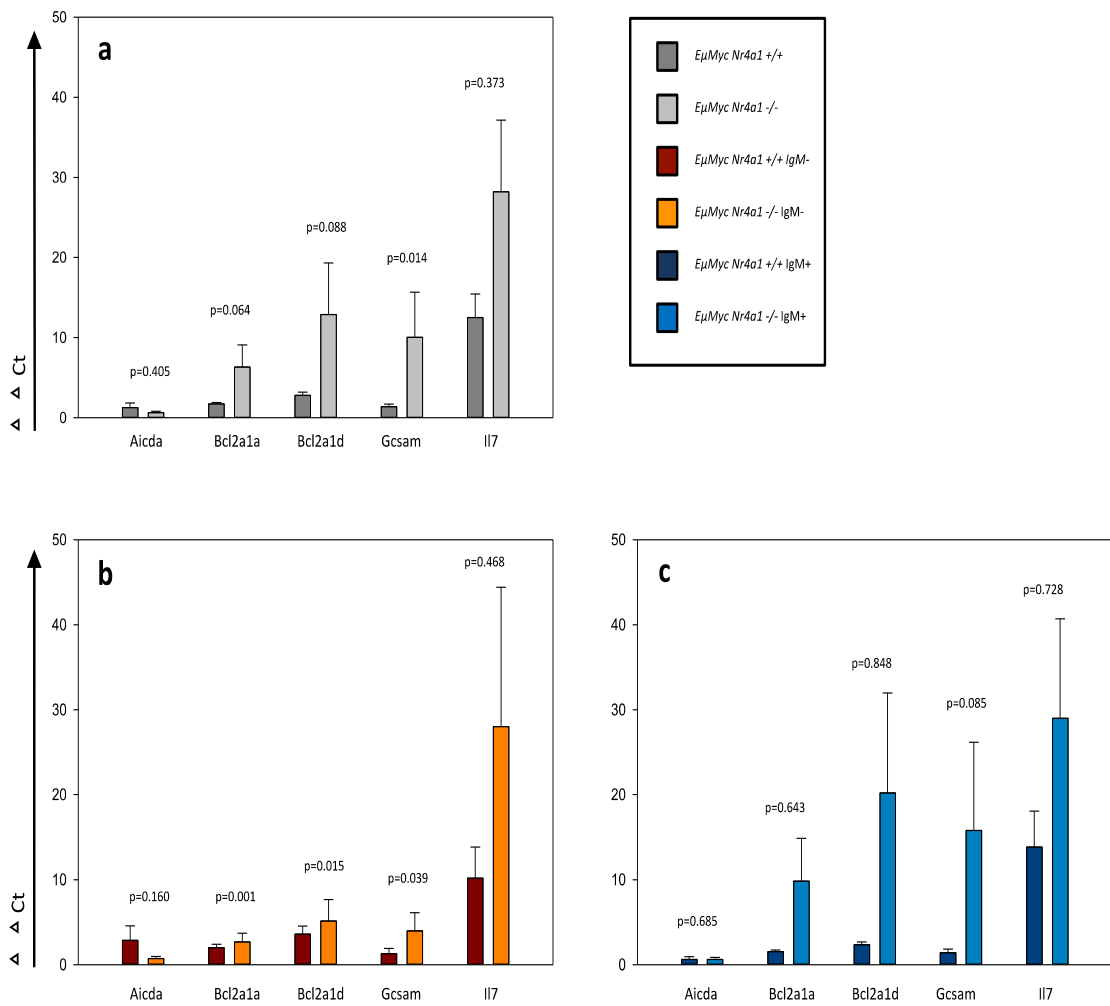 50
a
40
p=0.373
30
p=0.088
20
p=0.014
p=0.064
10
p=0.405
0
Δ Δ Ct
Aicda Bcl2a1a Bcl2a1d Gcsam Il7
EµMyc Nr4a1 +/+
EµMyc Nr4a1 -/-
EµMyc Nr4a1 +/+ IgM-
EµMyc Nr4a1 -/- IgM-
EµMyc Nr4a1 +/+ IgM+
EµMyc Nr4a1 -/- IgM+
50
b
p=0.468
40
30
20
p=0.015
10
p=0.160 p=0.001 p=0.039
0
Δ Δ Ct
Aicda Bcl2a1a Bcl2a1d Gcsam Il7
50
c
p=0.728
40
p=0.848
30
p=0.085
20
p=0.643
10
p=0.685
0
Aicda Bcl2a1a Bcl2a1d Gcsam Il7